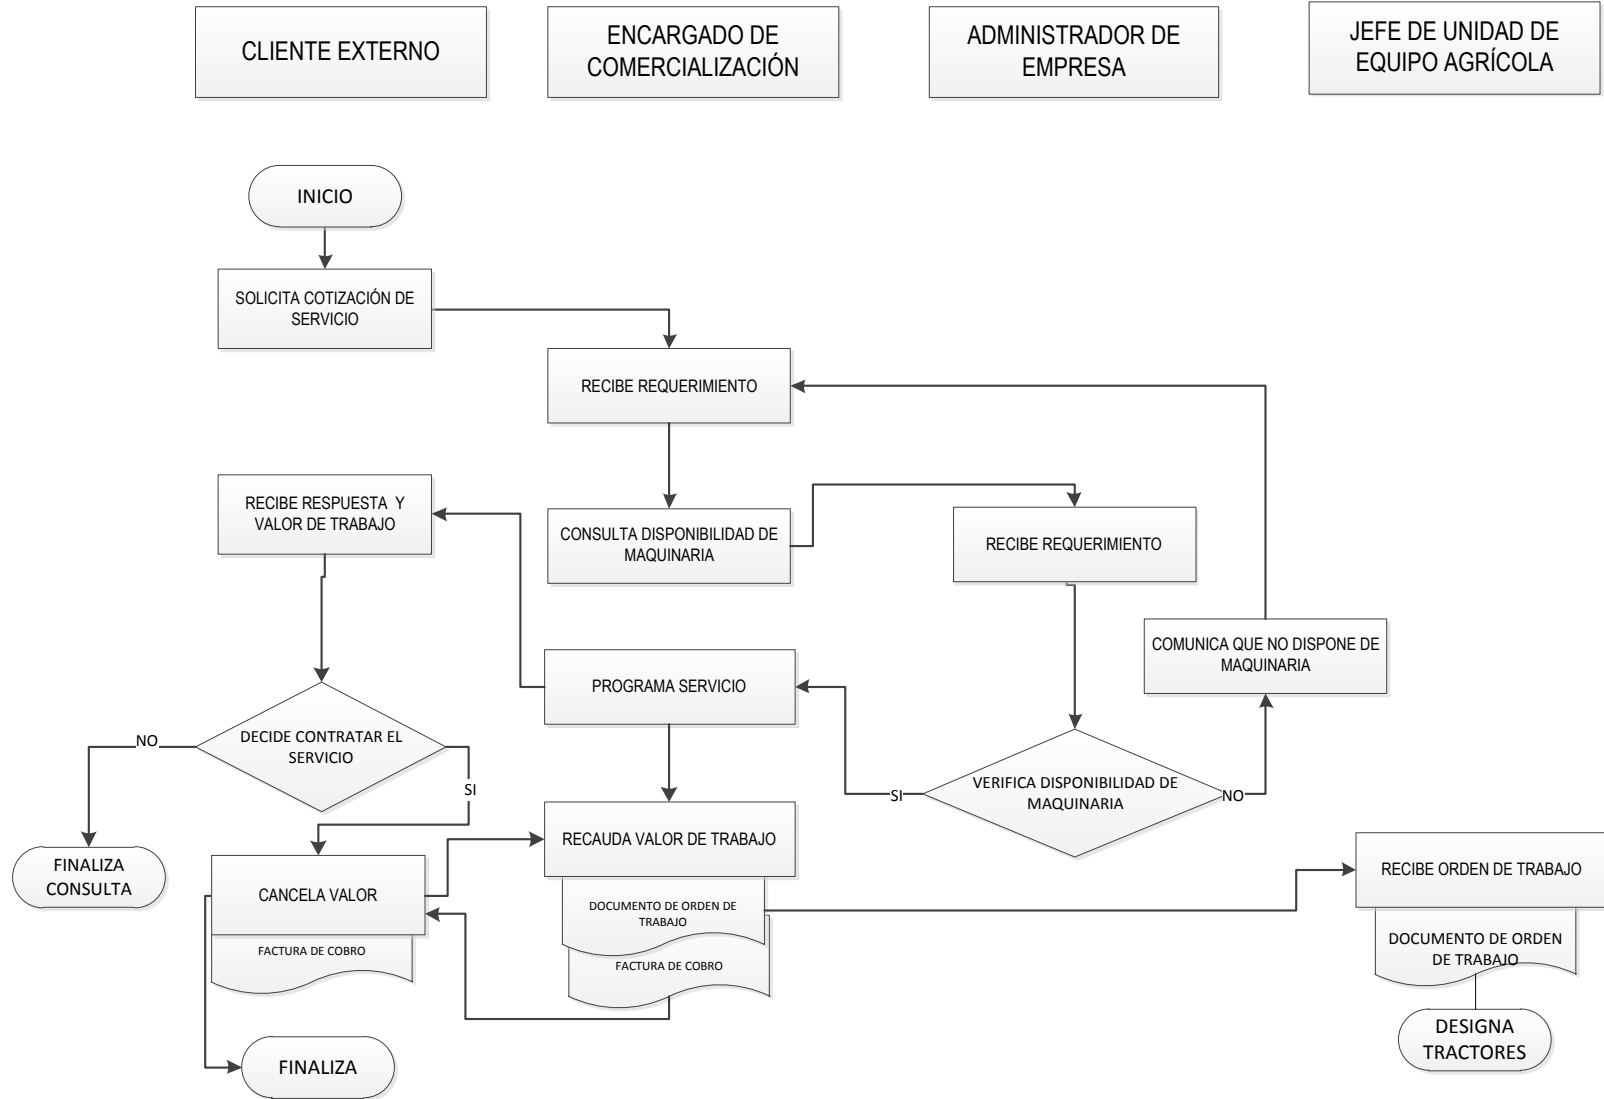 CLIENTE EXTERNO
ENCARGADO DE
COMERCIALIZACIÓN
ADMINISTRADOR DE
EMPRESA
JEFE DE UNIDAD DE
EQUIPO AGRÍCOLA
INICIO
SOLICITA COTIZACIÓN DE
SERVICIO
RECIBE REQUERIMIENTO
RECIBE RESPUESTA Y
VALOR DE TRABAJO
CONSULTA DISPONIBILIDAD DE
MAQUINARIA
RECIBE REQUERIMIENTO
COMUNICA QUE NO DISPONE DE
MAQUINARIA
PROGRAMA SERVICIO
DECIDE CONTRATAR EL
SERVICIO
NO
SI
VERIFICA DISPONIBILIDAD DE
MAQUINARIA
SI
NO
FINALIZA
CONSULTA
RECAUDA VALOR DE TRABAJO
RECIBE ORDEN DE TRABAJO
CANCELA VALOR
DOCUMENTO DE ORDEN DE
TRABAJO
FACTURA DE COBRO
FACTURA DE COBRO
DOCUMENTO DE ORDEN
DE TRABAJO
DESIGNA
TRACTORES
FINALIZA